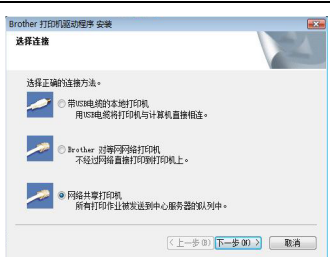 Brother 打印机驱动程序 安装
选择连接
选择正确的连接方法。
带USB电缆的本地打印机
用USB电缆将打印机与计算机直接相连。
Brother 对等网网络打印机
不经过网络直接打印到打印机上。
网络共享打印机
所有打印作业被发送到中心服务器的队列中。
<上一步(B) 下一步(N)> 取消